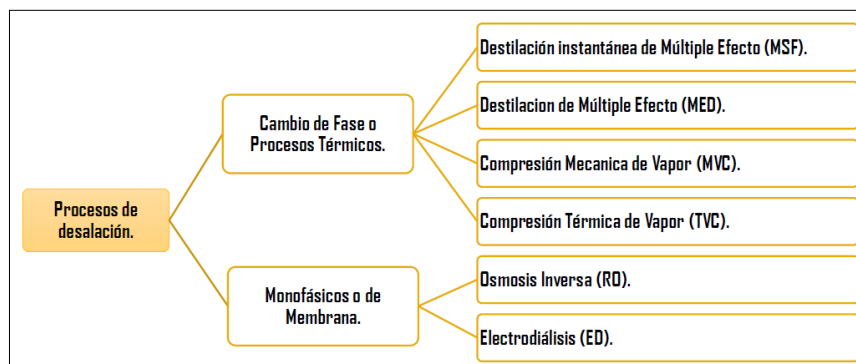 Procesos de
desalación.
Cambio de Fase o
Procesos Térmicos.
Destilación instantánea de Múltiple Efecto (MSF).
Destilacion de Múltiple Efecto (MED).
Compresión Mecanica de Vapor (MVC).
Compresión Térmica de Vapor (TVC).
Monofásicos o de
Membrana.
Osmosis Inversa (RO).
Electrodiálisis (ED).